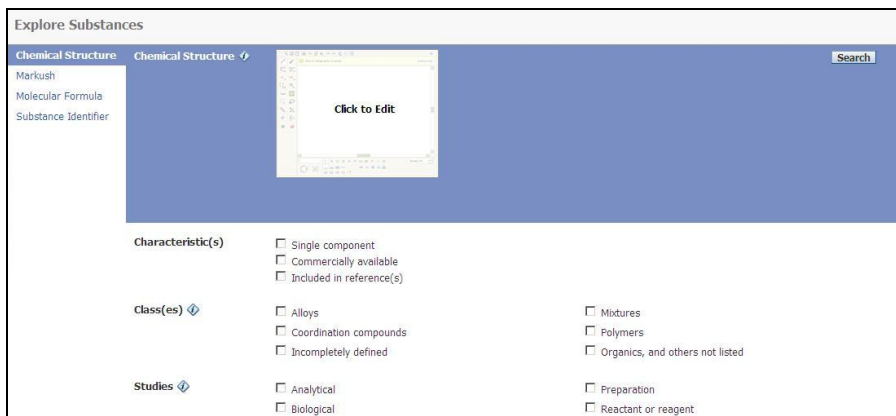 Explore Substances
Chemical Structure
Markush
Molecular Formula
Substance Identifier
Chemical Structure
Click to Edit
Search
Characteristic(s)
Single component
Commercially available
Included in reference(s)
Class(es)
Alloys
Mixtures
Coordination compounds
Polymers
Incompletely defined
Organics, and others not listed
Studies
Analytical
Preparation
Biological
Reactant or reagent